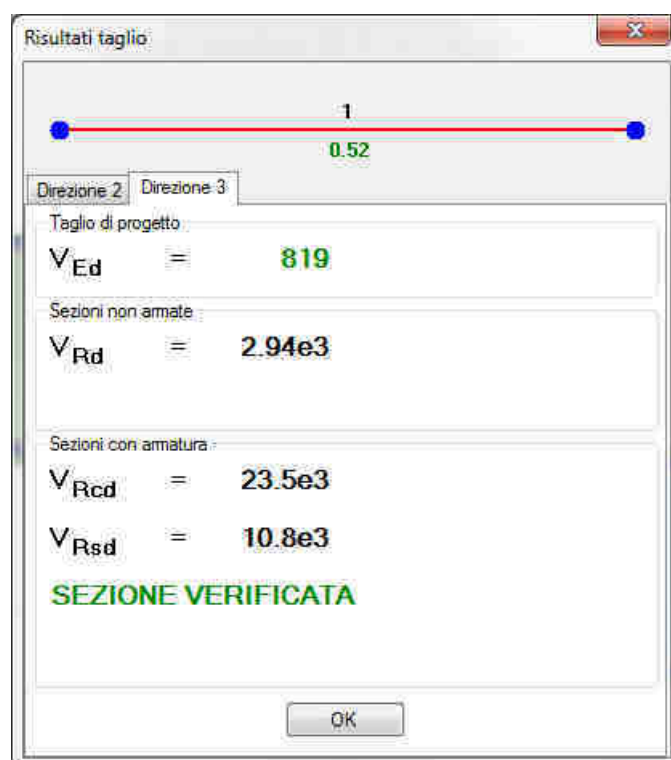 Risultati taglio
1
0.52
Direzione 2 Direzione 3
Taglio di progetto
VEd = 819
Sezioni non armate
VRd = 2.94e3
Sezioni con armatura
VRcd = 23.5e3
VRsd = 10.8e3
SEZIONE VERIFICATA
OK